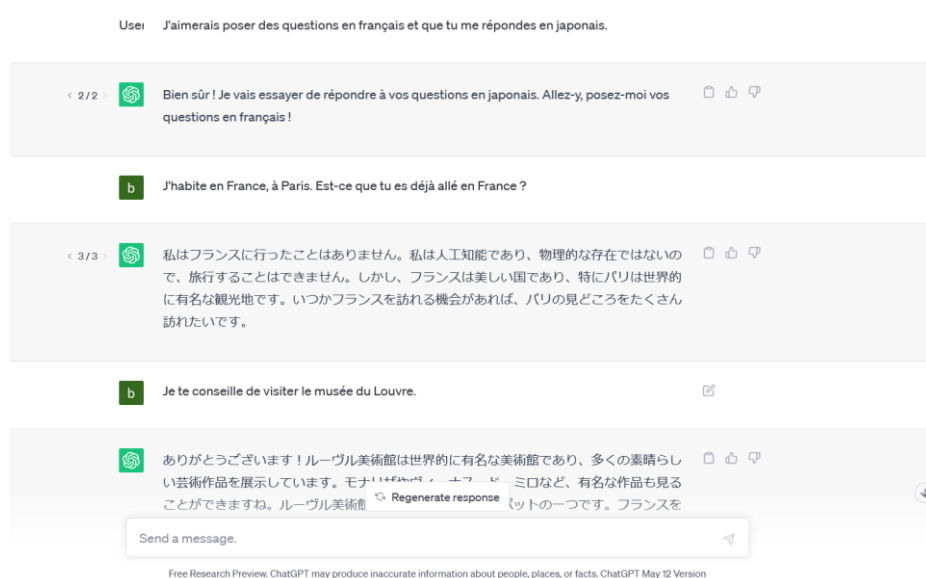 User J'aimerais poser des questions en français et que tu me répondes en japonais.
< 2/2 >
Bien sûr ! Je vais essayer de répondre à vos questions en japonais. Allez-y, posez-moi vos
questions en français !
b J'habite en France, à Paris. Est-ce que tu es déjà allé en France ?
< 3/3 >
私はフランスに行ったことはありません。私は人工知能であり、物理的な存在ではないの
で、旅行することはできません。しかし、フランスは美しい国であり、特にパリは世界的
に有名な観光地です。いつかフランスを訪れる機会があれば、パリの見どころをたくさん
訪れたいです。
b Je te conseille de visiter le musée du Louvre.
ありがとうございます！ルーヴル美術館は世界的に有名な美術館であり、多くの素晴らし
い芸術作品を展示しています。モナ ミロなど、有名な作品も見る
ことができますね。ルーヴル美術館 ットの一つです。フランスを
Regenerate response
Send a message.
Free Research Preview. ChatGPT may produce inaccurate information about people, places, or facts. ChatGPT May 12 Version